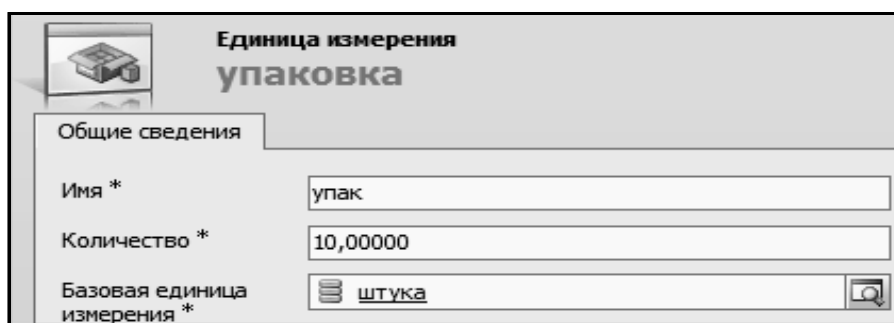 Единица измерения
упаковка
Общие сведения
Имя *
упак
Количество *
10,00000
Базовая единица
измерения *
штука